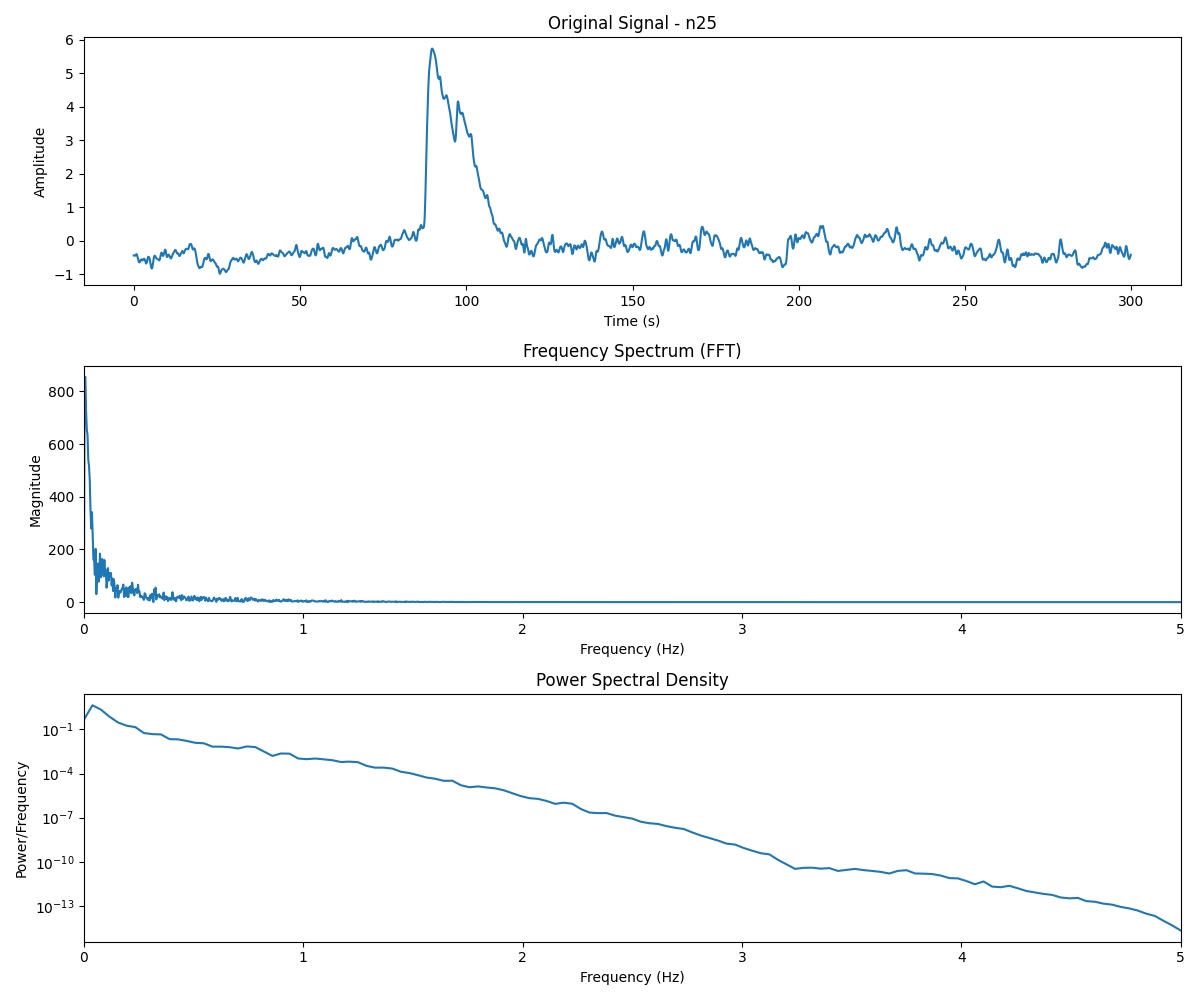 Original Signal - n25
6
5
4
3
2
1
0
−1
Amplitude
0 50 100 150 200 250 300
Time (s)
Frequency Spectrum (FFT)
800
600
400
200
0
Magnitude
0 1 2 3 4 5
Frequency (Hz)
Power Spectral Density
10⁻¹
10⁻⁴
10⁻⁷
10⁻¹⁰
10⁻¹³
Power/Frequency
0 1 2 3 4 5
Frequency (Hz)